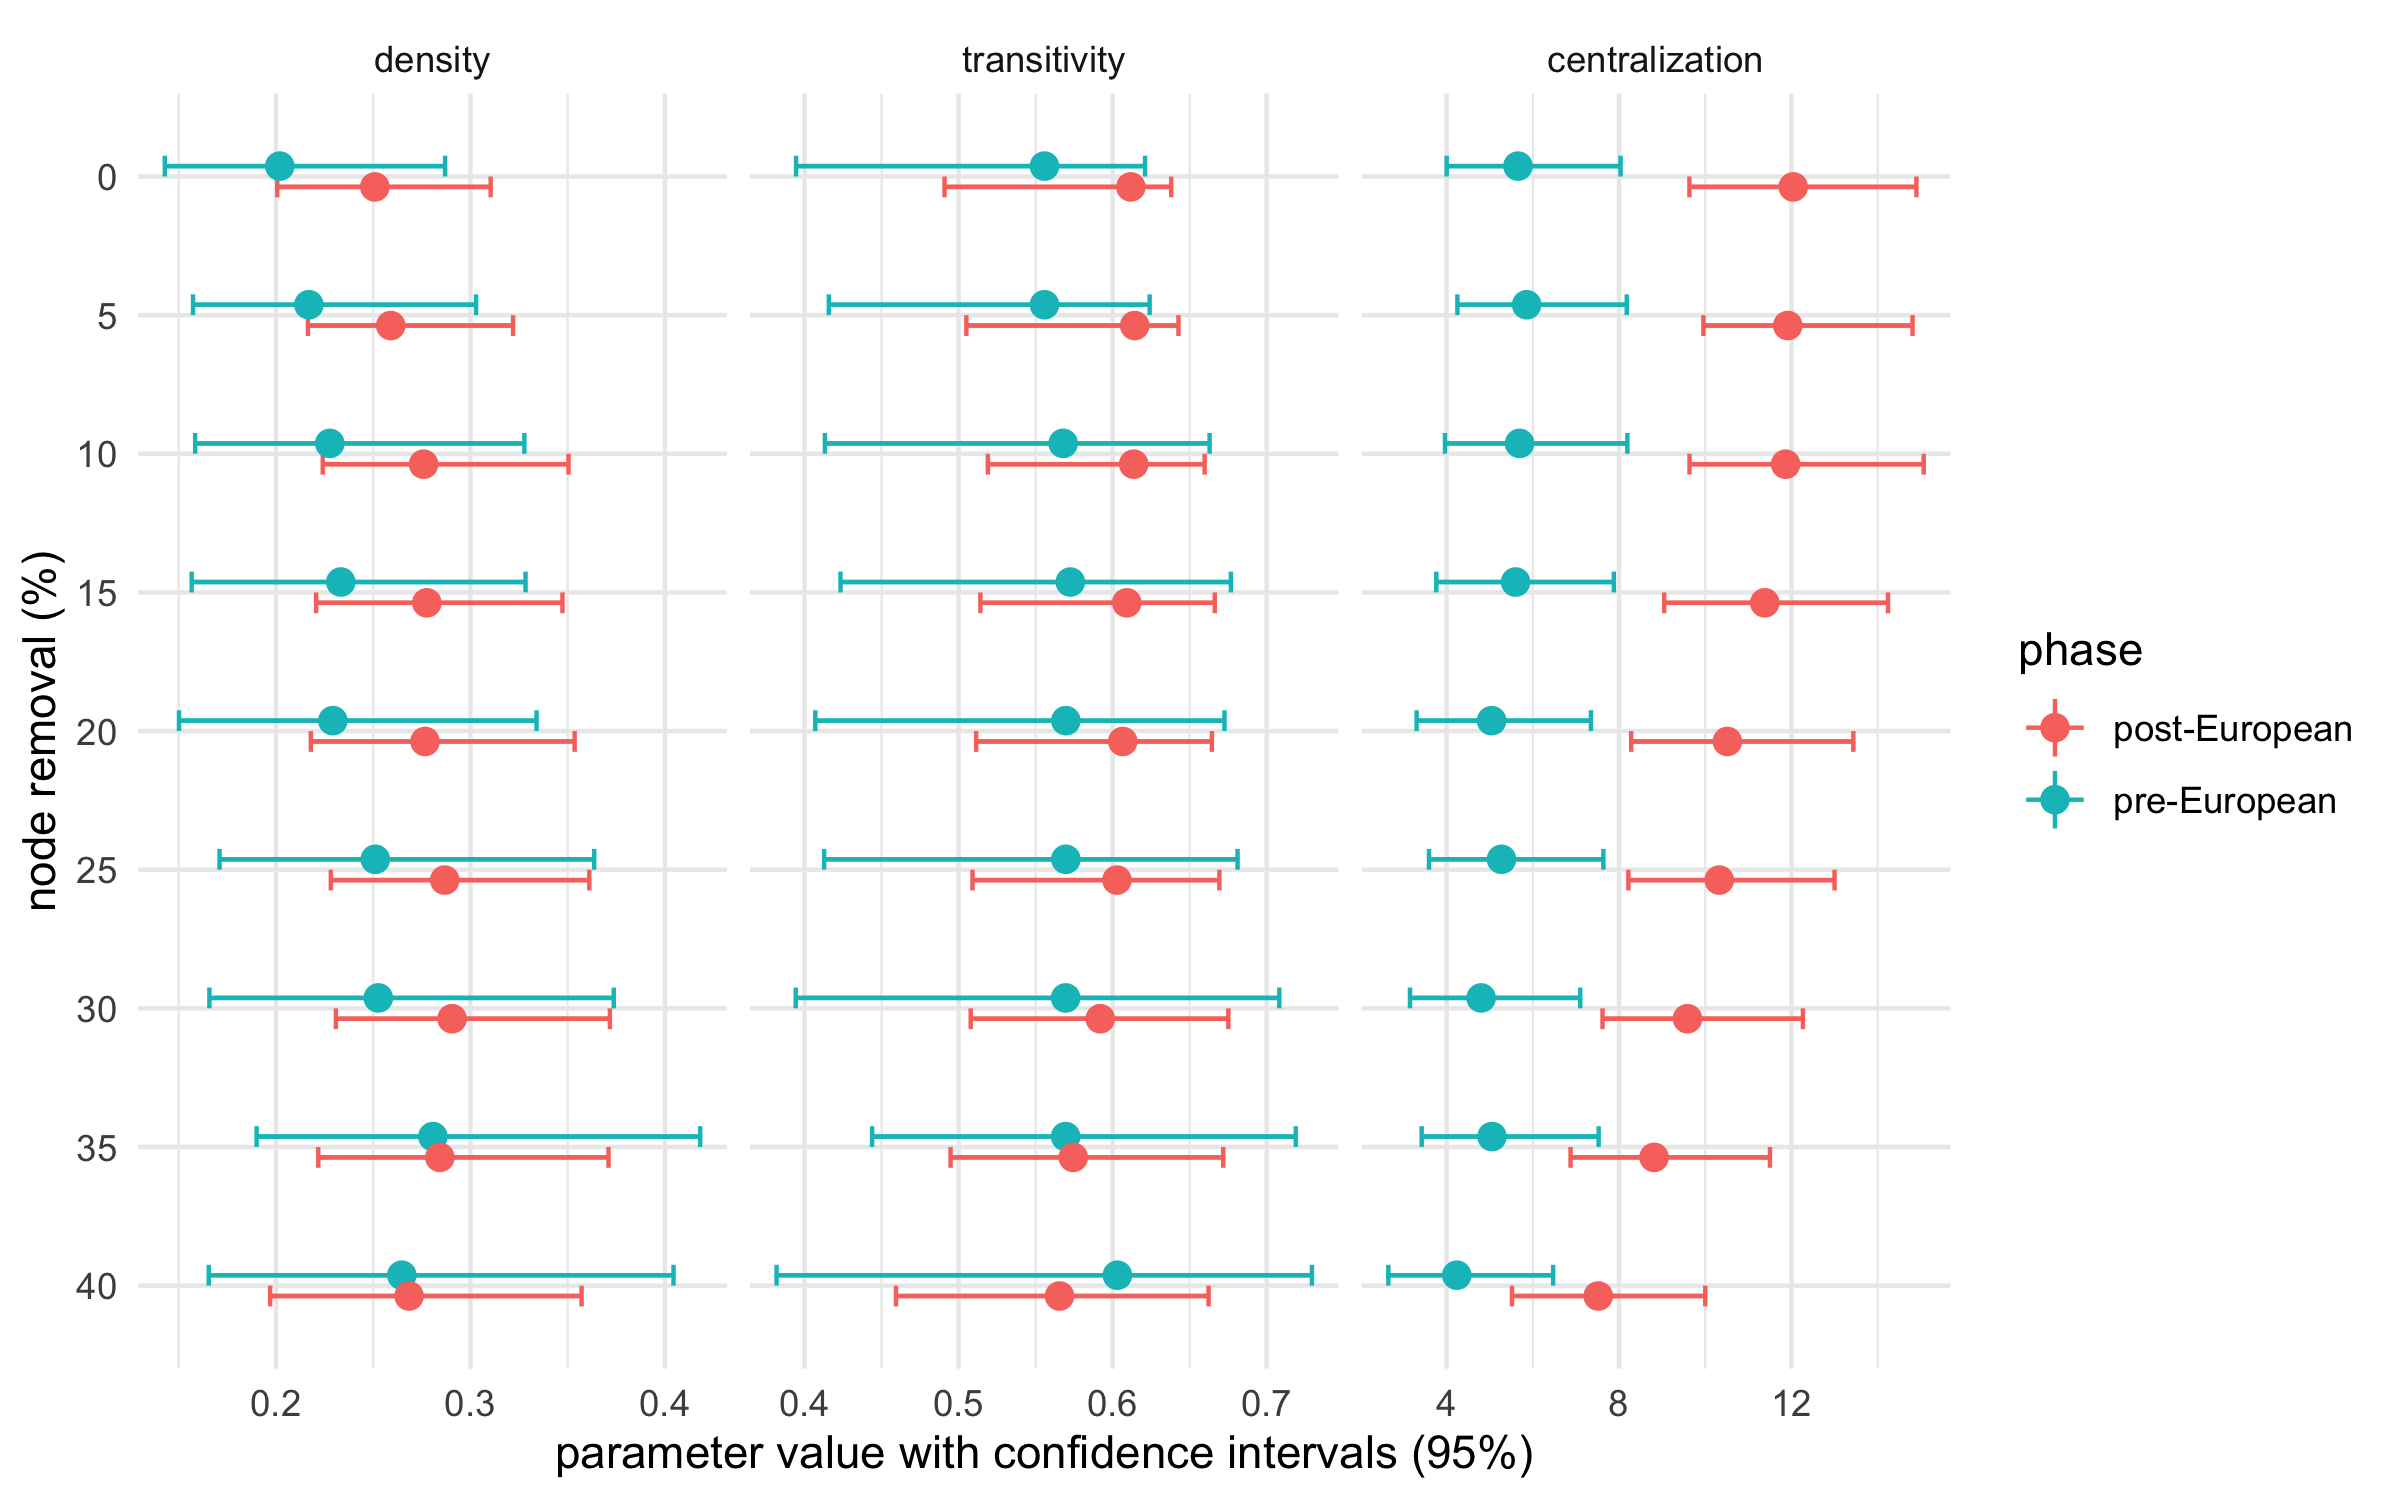 density
transitivity
centralization
0
5
10
15
20
25
30
35
40
node removal (%)
0.2
0.3
0.4
0.4
0.5
0.6
0.7
4
8
12
parameter value with confidence intervals (95%)
phase
post-European
pre-European